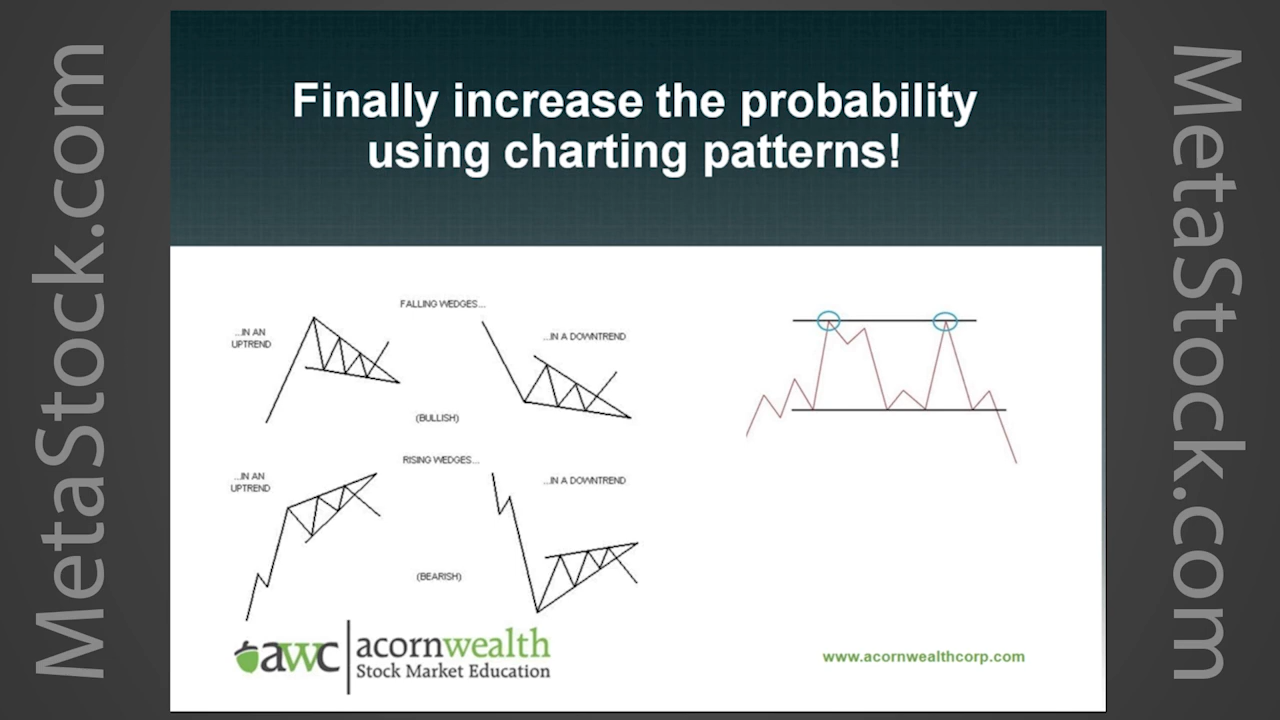 MetaStock.com
Finally increase the probability
using charting patterns!
FALLING WEDGES...
...IN AN
UPTREND
...IN A DOWNTREND
(BULLISH)
RISING WEDGES...
...IN AN
UPTREND
...IN A DOWNTREND
(BEARISH)
awc
acornwealth
Stock Market Education
www.acornwealthcorp.com
MetaStock.com